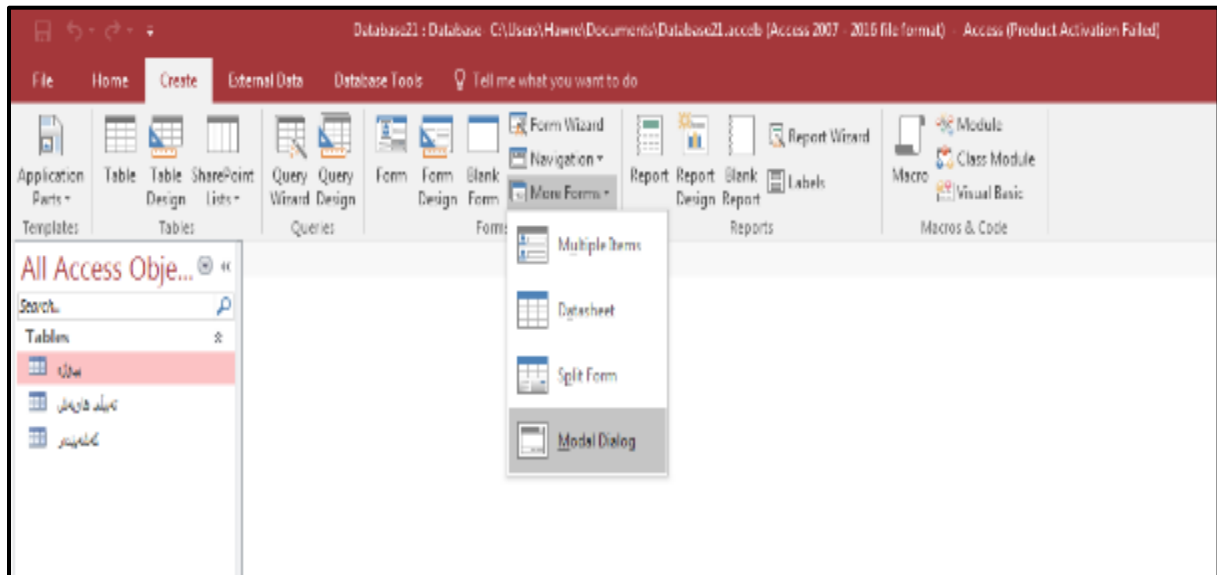 Database21 : Database- C:\Users\Hawre\Documents\Database21.accdb (Access 2007 - 2016 file format) - Access (Product Activation Failed)
File Home Create External Data Database Tools Tell me what you want to do
Application Parts
Table
Table Design
SharePoint Lists
Query Wizard
Query Design
Form
Form Design
Blank Form
Form Wizard
Navigation
More Forms
Report
Report Design
Blank Report
Report Wizard
Labels
Macro
Module
Class Module
Visual Basic
Templates Tables Queries Forms Reports Macros & Code
Multiple Items
Datasheet
Split Form
Modal Dialog
All Access Obje...
Search...
Tables